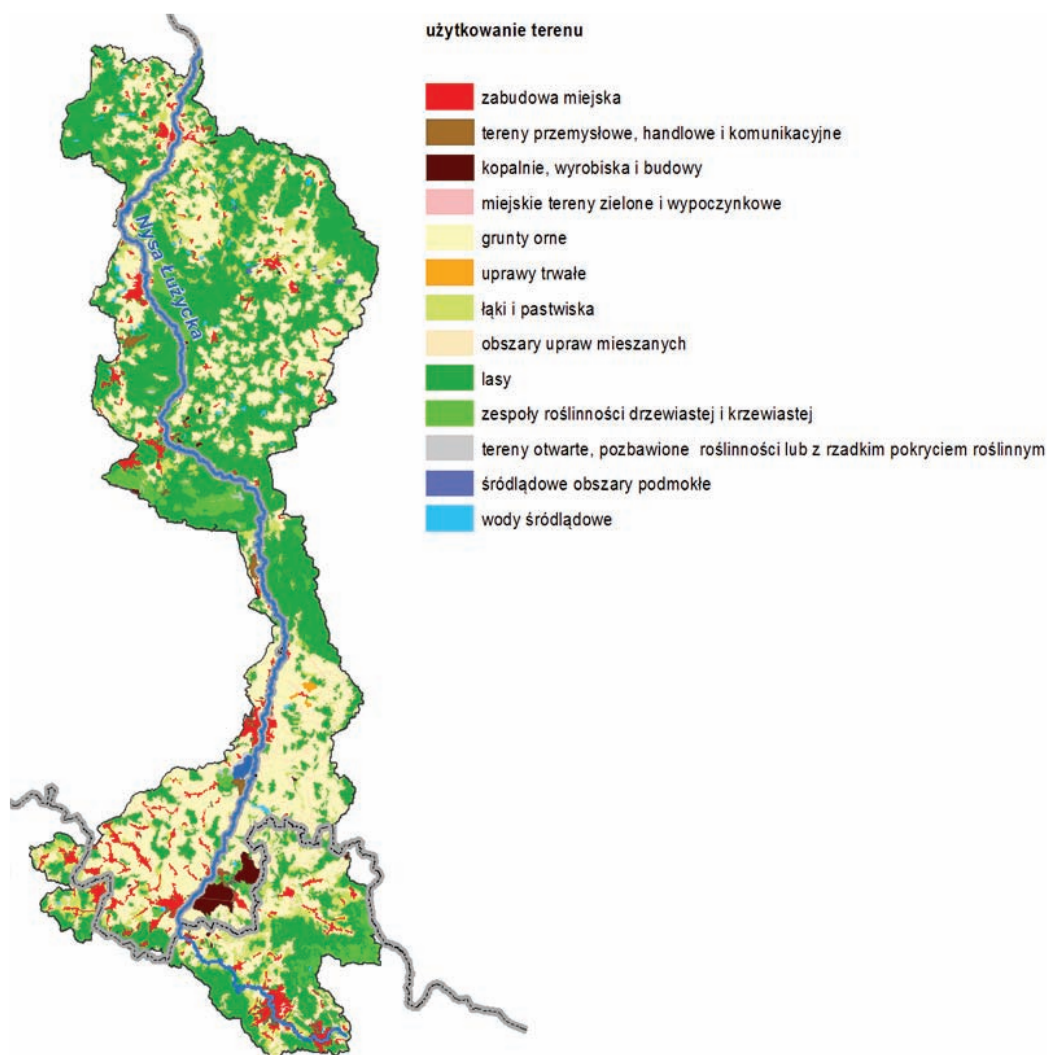 użytkowanie terenu
zabudowa miejska
tereny przemysłowe, handlowe i komunikacyjne
kopalnie, wyrobiska i budowy
miejskie tereny zielone i wypoczynkowe
grunty orne
uprawy trwałe
łąki i pastwiska
obszary upraw mieszanych
lasy
zespoły roślinności drzewiastej i krzewiastej
tereny otwarte, pozbawione roślinności lub z rzadkim pokryciem roślinnym
śródlądowe obszary podmokłe
wody śródlądowe
Nysa Łużycka